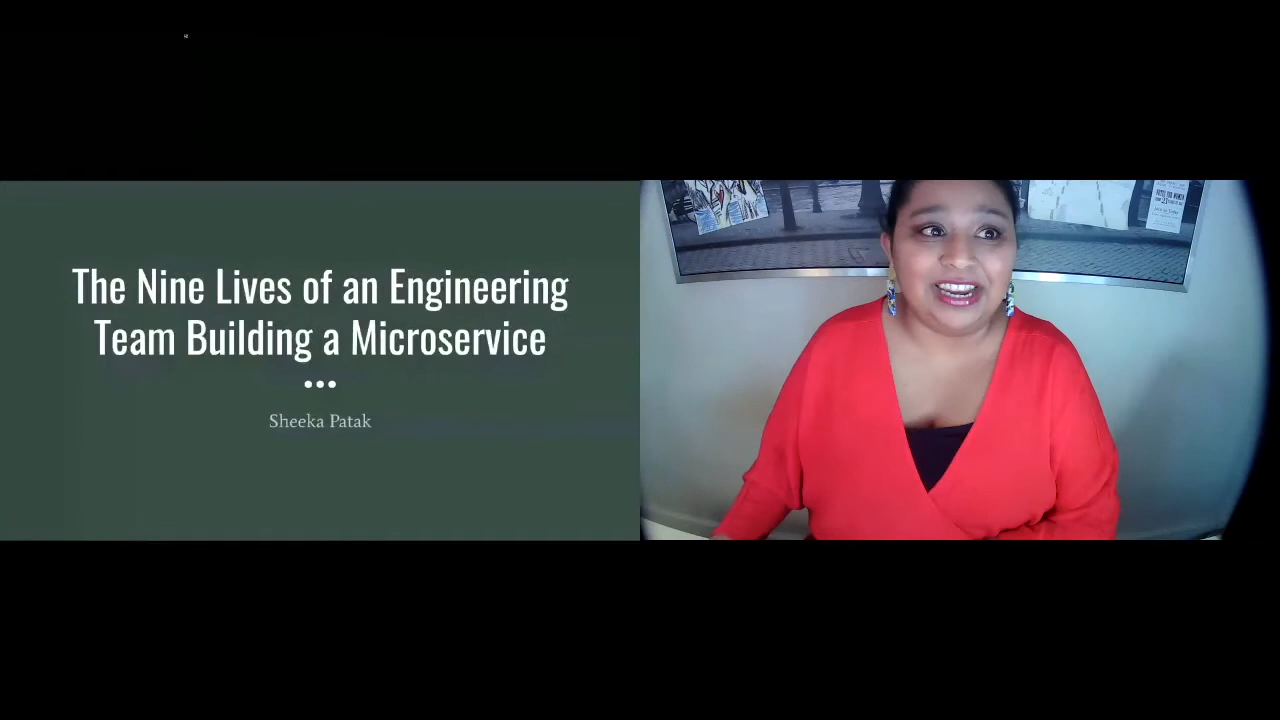 The Nine Lives of an Engineering
Team Building a Microservice
Sheeka Patak